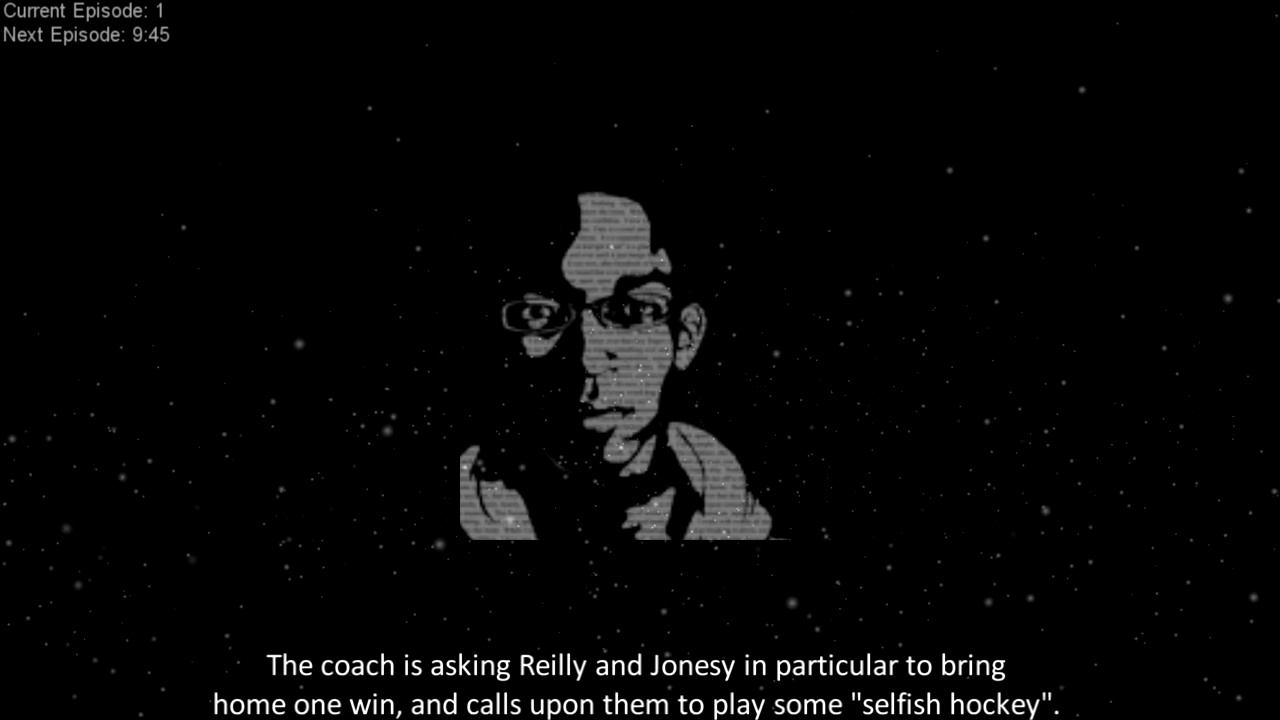 Current Episode: 1
Next Episode: 9:45
The coach is asking Reilly and Jonesy in particular to bring
home one win, and calls upon them to play some "selfish hockey".